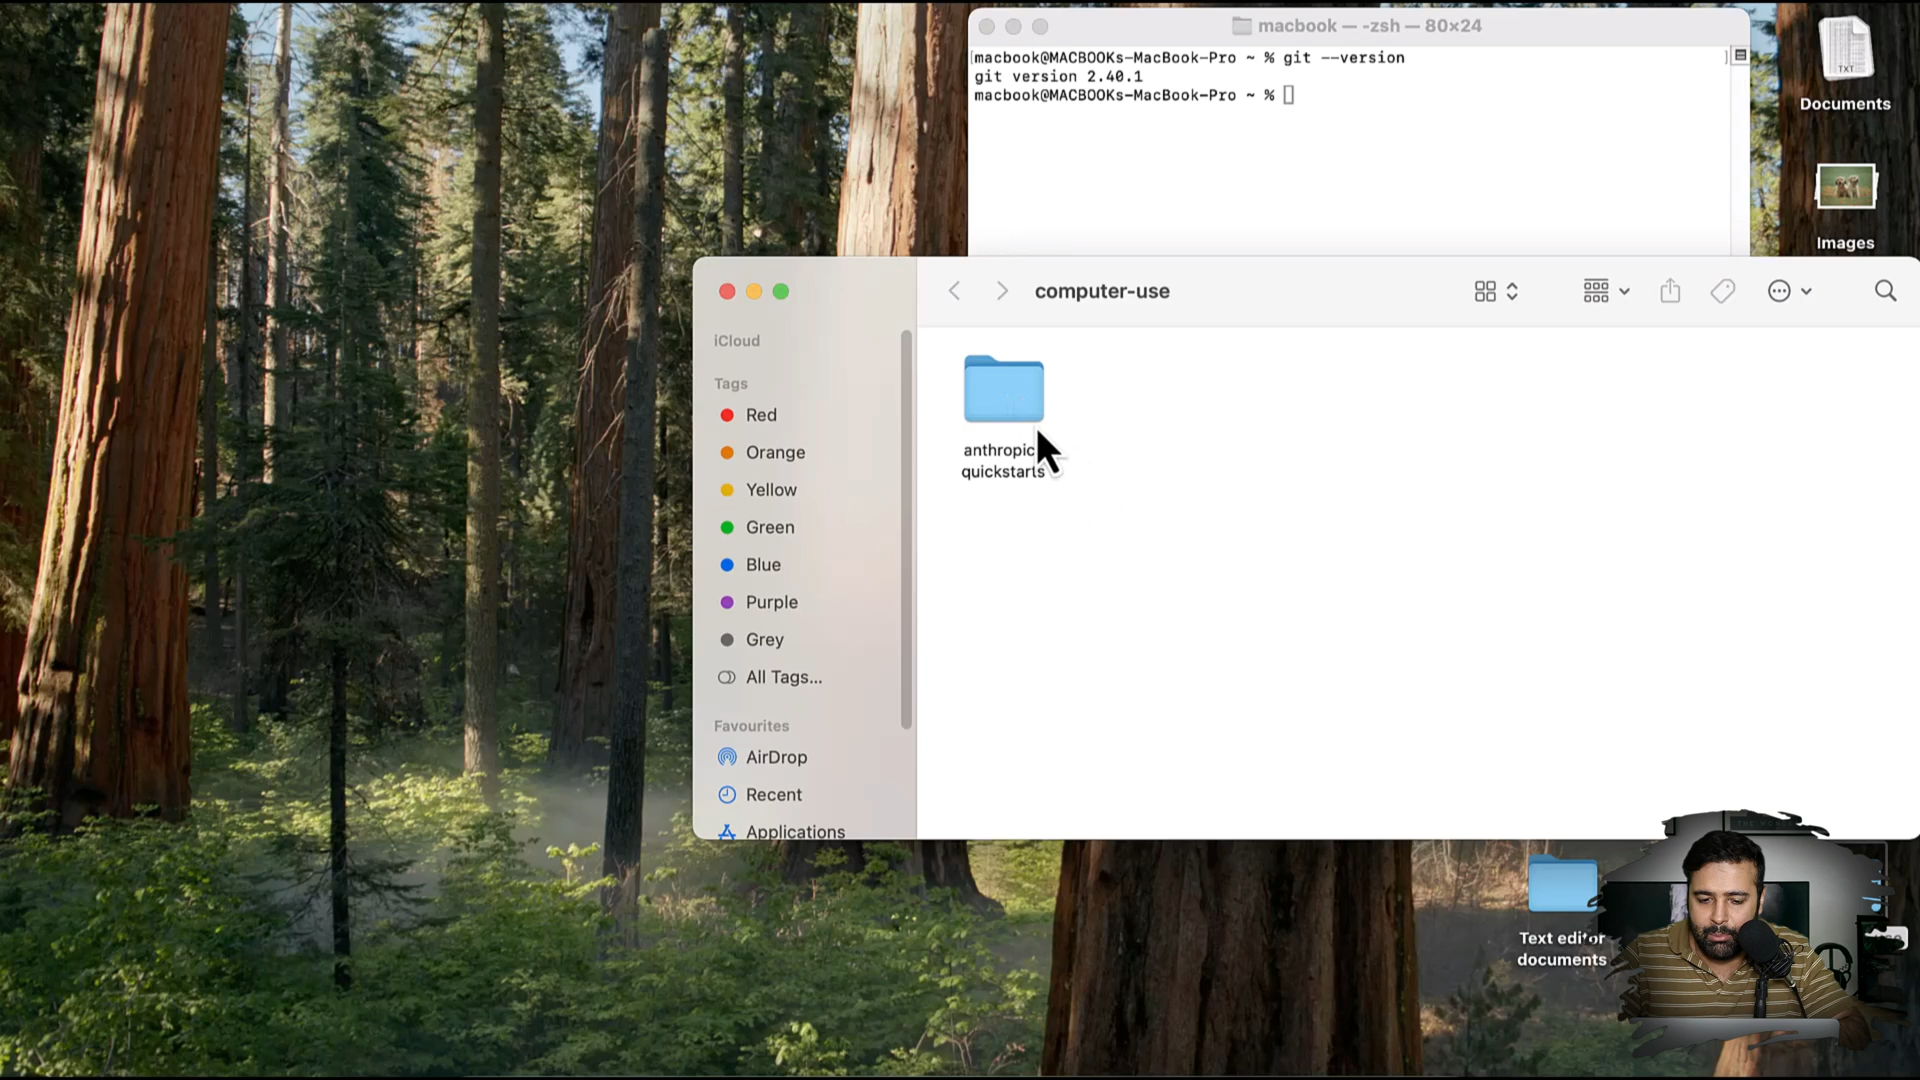 macbook — -zsh — 80×24
macbook@MACBOOKs-MacBook-Pro ~ % git --version
git version 2.40.1
macbook@MACBOOKs-MacBook-Pro ~ %
TXT
Documents
Images
computer-use
iCloud
Tags
Red
Orange
Yellow
Green
Blue
Purple
Grey
All Tags...
Favourites
AirDrop
Recent
Applications
anthropic
quickstarts
Text editor
documents